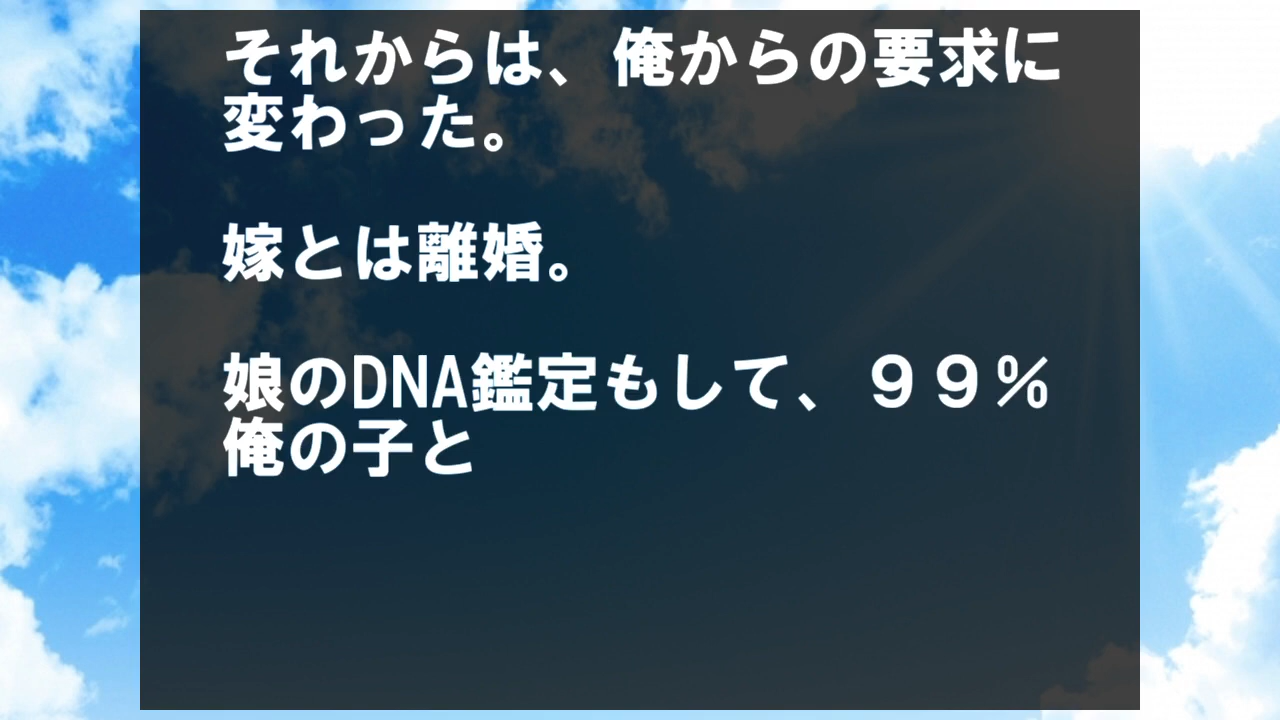 それからは、俺からの要求に
変わった。
嫁とは離婚。
娘のDNA鑑定もして、９９％
俺の子と